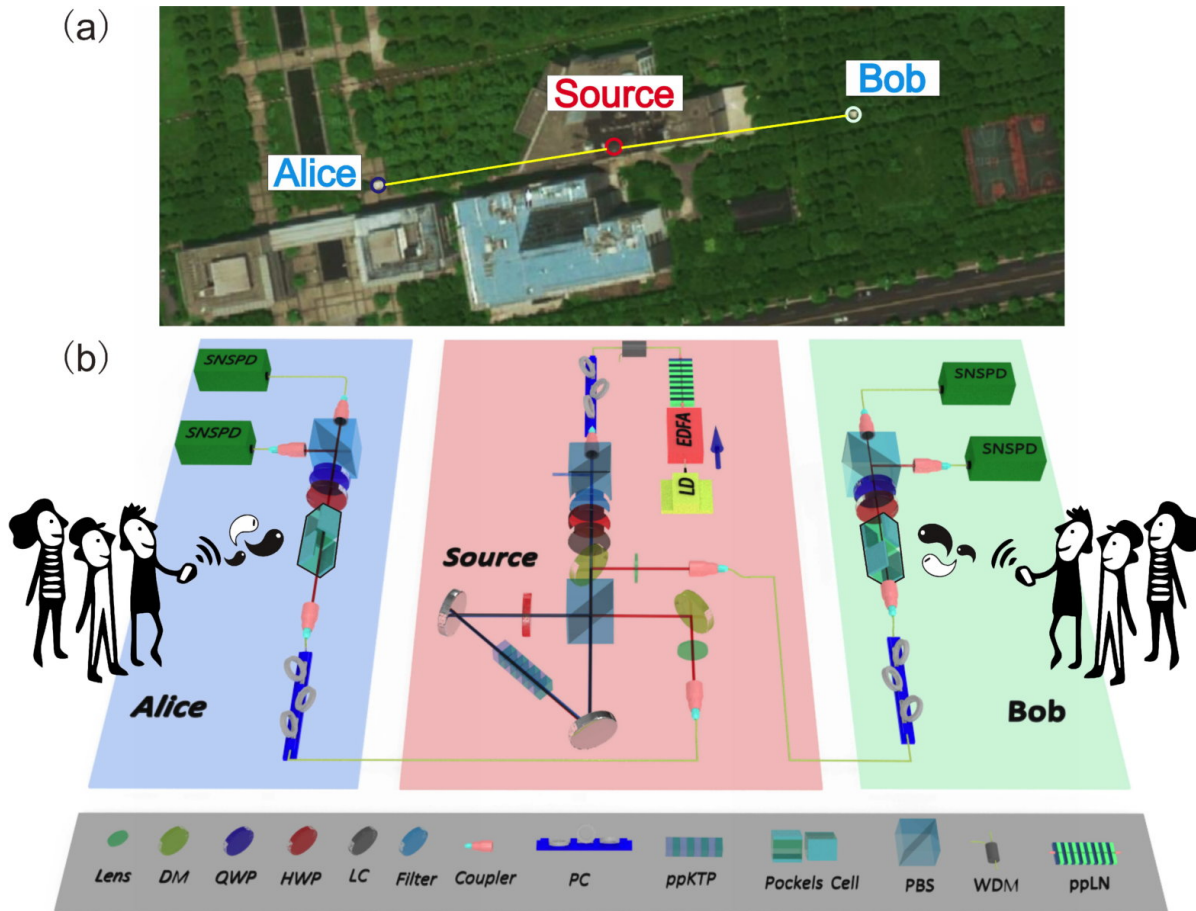 (a)
Source
Bob
Alice
(b)
SNSPD
SNSPD
EDFA
LD
SNSPD
SNSPD
Source
Alice
Bob
Lens DM QWP HWP LC Filter Coupler PC ppKTP Pockels Cell PBS WDM ppLN